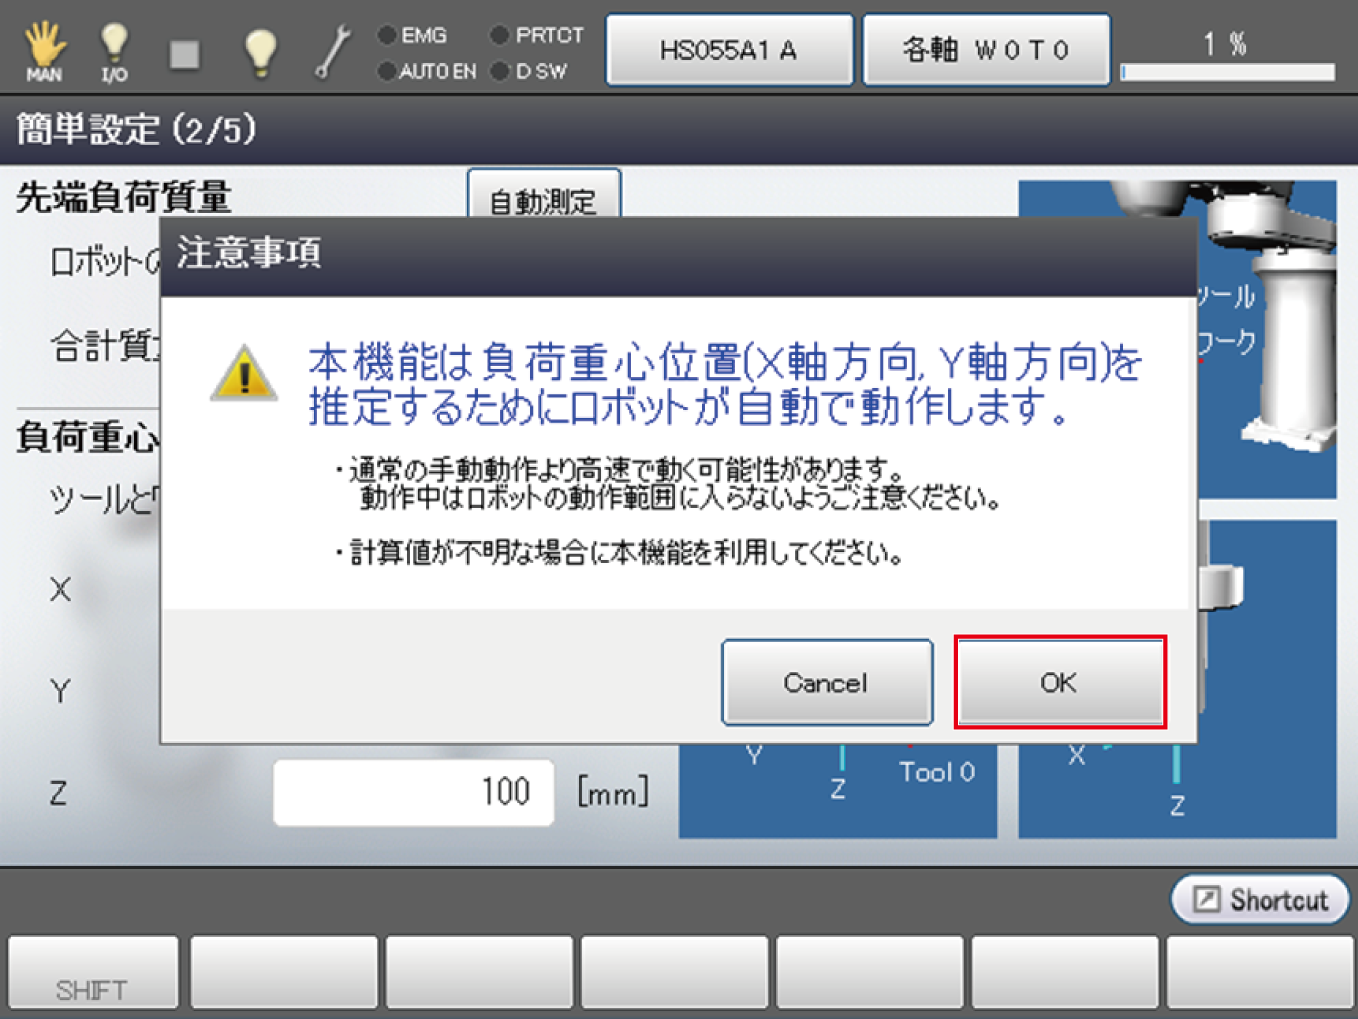 MAN
I/O
EMG
AUTO EN
PRTCT
D SW
HS055A1 A
各軸 W 0 T 0
1 %
簡単設定 (2/5)
先端負荷質量
自動測定
ロボットの
合計質
負荷重心
ツールと
X
Y
Z
100 [mm]
ツール
ワーク
注意事項
本機能は負荷重心位置(X軸方向, Y軸方向)を
推定するためにロボットが自動で動作します。
・通常の手動動作より高速で動く可能性があります。
動作中はロボットの動作範囲に入らないようご注意ください。
・計算値が不明な場合に本機能を利用してください。
Cancel
OK
Y
Z
Tool 0
X
Z
Shortcut
SHIFT